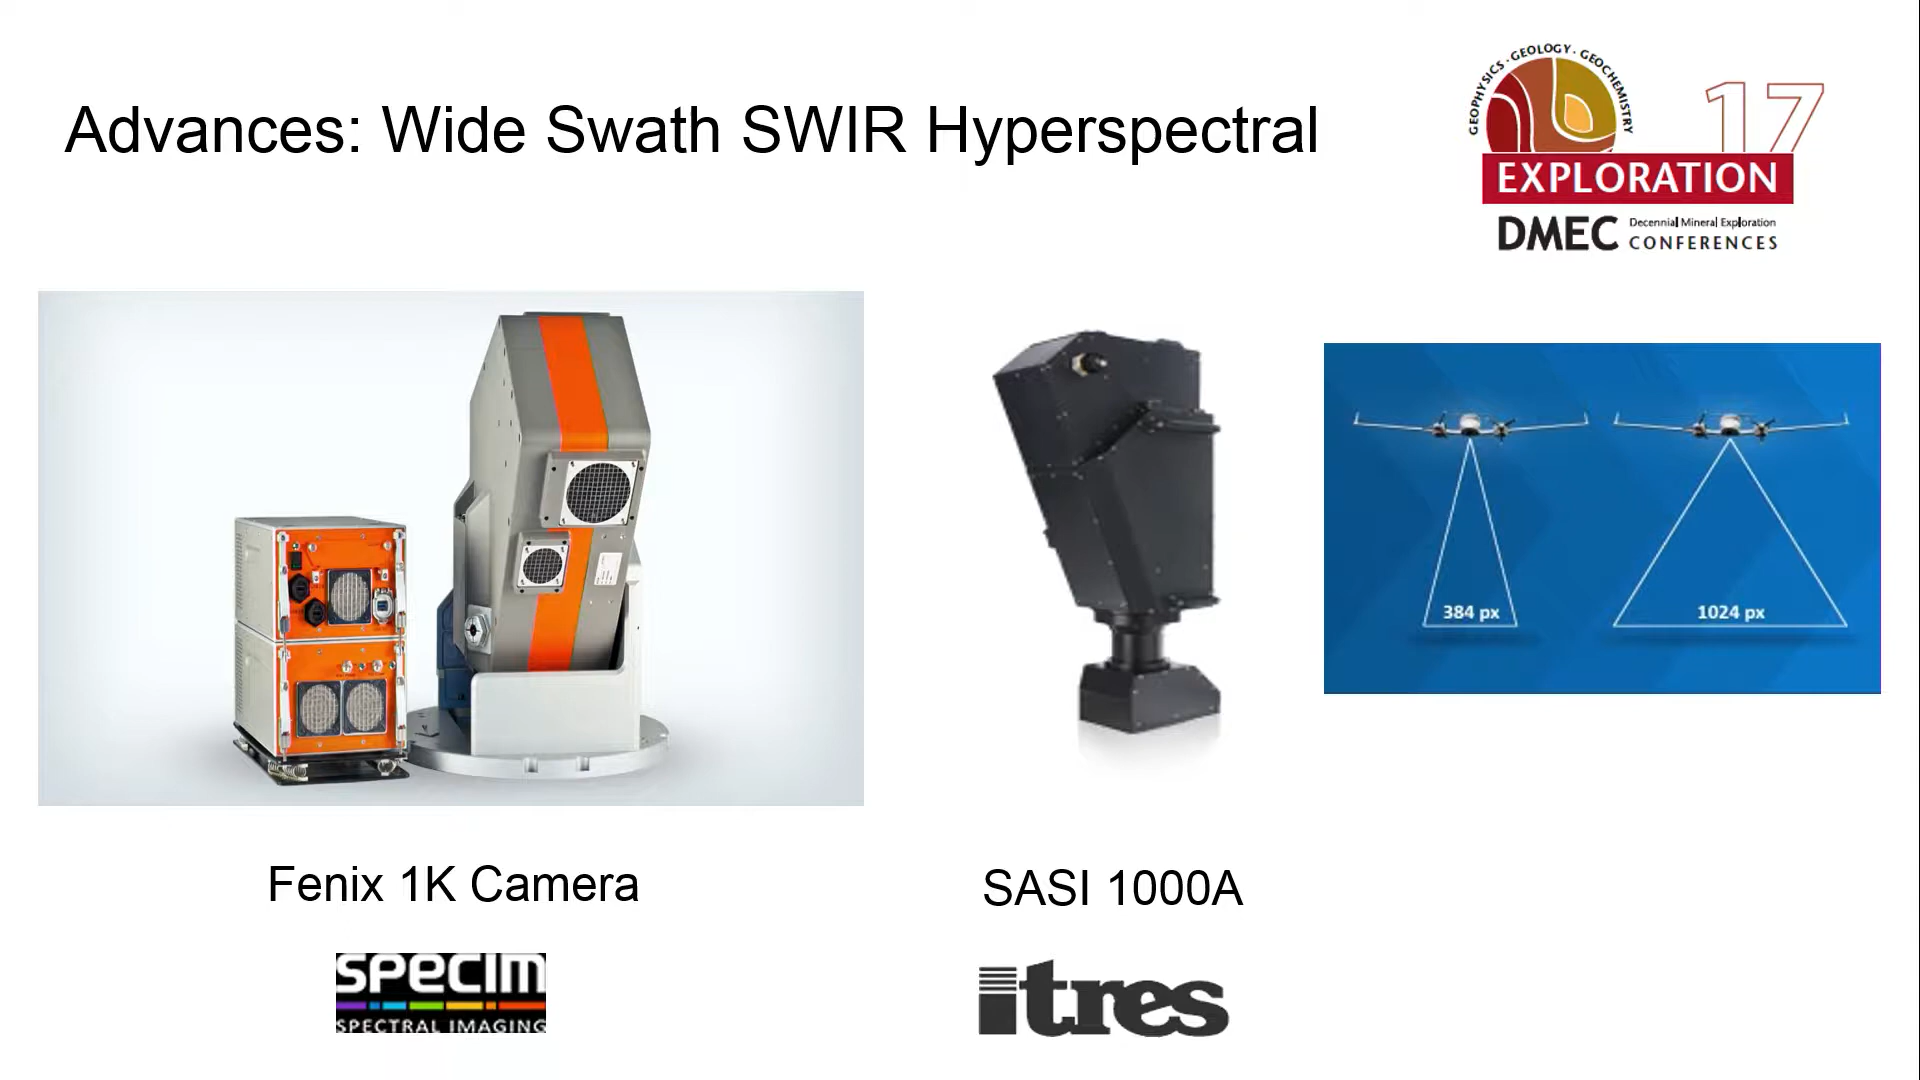 Advances: Wide Swath SWIR Hyperspectral
GEOPHYSICS · GEOLOGY · GEOCHEMISTRY
17
EXPLORATION
DMEC Decennial Mineral Exploration
CONFERENCES
384 px
1024 px
Fenix 1K Camera
SASI 1000A
SPECIM
SPECTRAL IMAGING
itres